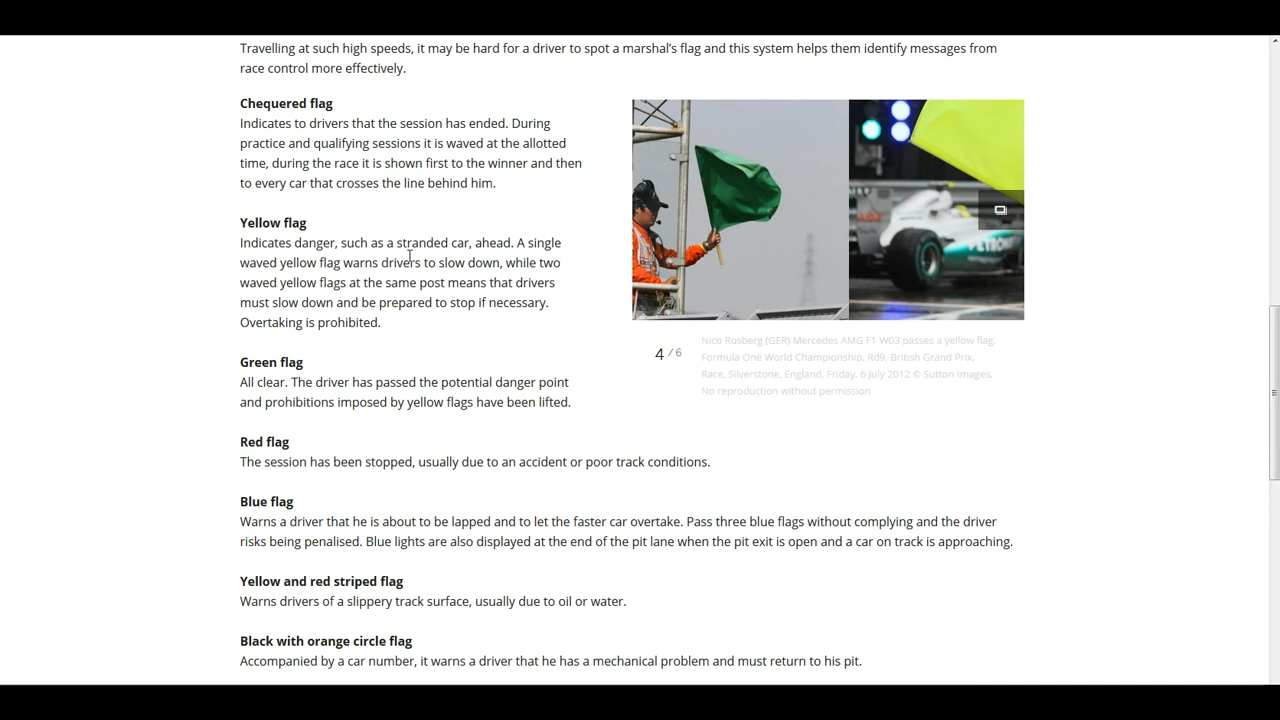 Travelling at such high speeds, it may be hard for a driver to spot a marshal's flag and this system helps them identify messages from
race control more effectively.
Chequered flag
Indicates to drivers that the session has ended. During
practice and qualifying sessions it is waved at the allotted
time, during the race it is shown first to the winner and then
to every car that crosses the line behind him.
Yellow flag
Indicates danger, such as a stranded car, ahead. A single
waved yellow flag warns drivers to slow down, while two
waved yellow flags at the same post means that drivers
must slow down and be prepared to stop if necessary.
Overtaking is prohibited.
PETRONAS
4 / 6
Nico Rosberg (GER) Mercedes AMG F1 W03 passes a yellow flag.
Formula One World Championship, Rd9, British Grand Prix,
Race, Silverstone, England, Friday, 6 July 2012 © Sutton Images.
No reproduction without permission
Green flag
All clear. The driver has passed the potential danger point
and prohibitions imposed by yellow flags have been lifted.
Red flag
The session has been stopped, usually due to an accident or poor track conditions.
Blue flag
Warns a driver that he is about to be lapped and to let the faster car overtake. Pass three blue flags without complying and the driver
risks being penalised. Blue lights are also displayed at the end of the pit lane when the pit exit is open and a car on track is approaching.
Yellow and red striped flag
Warns drivers of a slippery track surface, usually due to oil or water.
Black with orange circle flag
Accompanied by a car number, it warns a driver that he has a mechanical problem and must return to his pit.